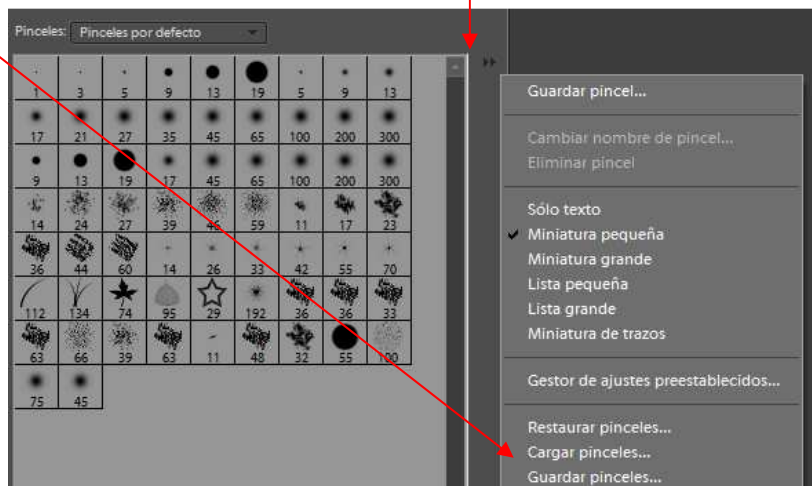 Pinceles: Pinceles por defecto
1 3 5 9 13 19 5 9 13
17 21 27 35 45 65 100 200 300
9 13 19 17 45 65 100 200 300
14 24 27 39 46 59 11 17 23
36 44 60 14 26 33 42 55 70
112 134 74 95 29 192 36 36 33
63 66 39 63 11 48 32 55 100
75 45
Guardar pincel...
Cambiar nombre de pincel...
Eliminar pincel
Sólo texto
Miniatura pequeña
Miniatura grande
Lista pequeña
Lista grande
Miniatura de trazos
Gestor de ajustes preestablecidos...
Restaurar pinceles...
Cargar pinceles...
Guardar pinceles...